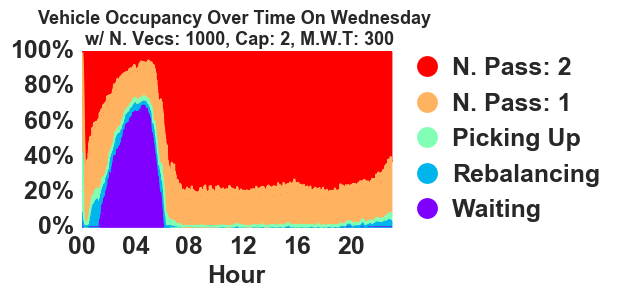 Vehicle Occupancy Over Time On Wednesday
w/ N. Vecs: 1000, Cap: 2, M.W.T: 300
100%
80%
60%
40%
20%
0%
00 04 08 12 16 20
Hour
N. Pass: 2
N. Pass: 1
Picking Up
Rebalancing
Waiting